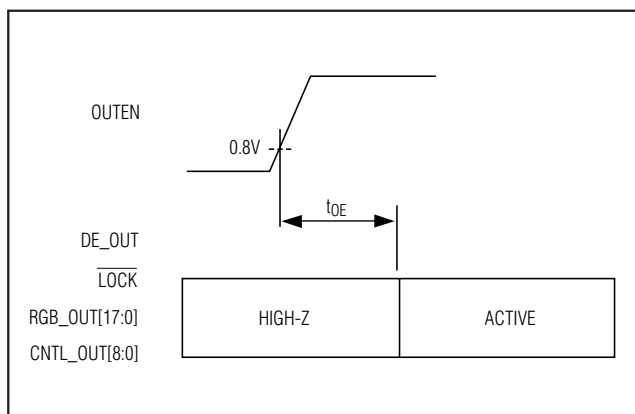 OUTEN
0.8V
tOE
DE_OUT
LOCK
RGB_OUT[17:0]
HIGH-Z
ACTIVE
CNTL_OUT[8:0]